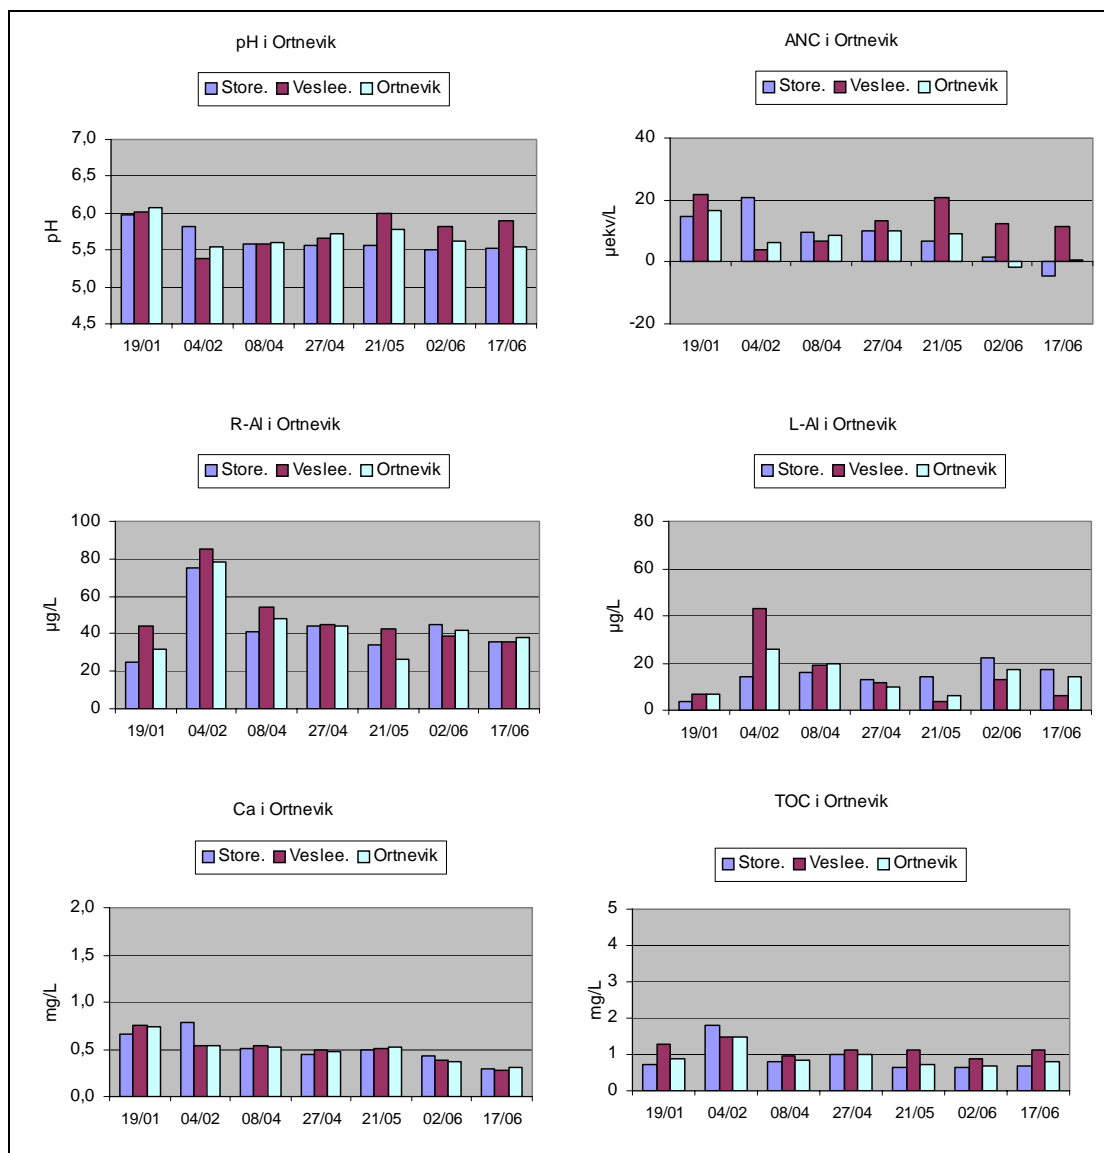 pH i Ortnevik
Store. Veslee. Ortnevik
pH
7,0
6,5
6,0
5,5
5,0
4,5
19/01 04/02 08/04 27/04 21/05 02/06 17/06
ANC i Ortnevik
Store. Veslee. Ortnevik
µekv/L
40
20
0
-20
19/01 04/02 08/04 27/04 21/05 02/06 17/06
R-Al i Ortnevik
Store. Veslee. Ortnevik
µg/L
100
80
60
40
20
0
19/01 04/02 08/04 27/04 21/05 02/06 17/06
L-Al i Ortnevik
Store. Veslee. Ortnevik
µg/L
80
60
40
20
0
19/01 04/02 08/04 27/04 21/05 02/06 17/06
Ca i Ortnevik
Store. Veslee. Ortnevik
mg/L
2,0
1,5
1,0
0,5
0,0
19/01 04/02 08/04 27/04 21/05 02/06 17/06
TOC i Ortnevik
Store. Veslee. Ortnevik
mg/L
5
4
3
2
1
0
19/01 04/02 08/04 27/04 21/05 02/06 17/06